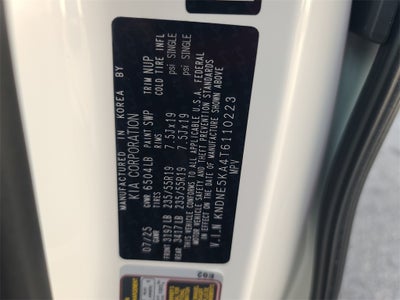 MANUFACTURED IN KOREA BY
KIA CORPORATION
07/25 GVWR 6504LB PAINT SWP TRIM NUP
GAWR TIRES RIMS COLD TIRE INFL
FRONT 3197LB 235/55R19 7.5Jx19 psi SINGLE
REAR 3417LB 235/55R19 7.5Jx19 psi SINGLE
THIS VEHICLE CONFORMS TO ALL APPLICABLE U.S.A. FEDERAL
MOTOR VEHICLE SAFETY AND THEFT PREVENTION STANDARDS
IN EFFECT ON THE DATE OF MANUFACTURE SHOWN ABOVE
V.I.N KNDNE5KA4T6110223
MPV